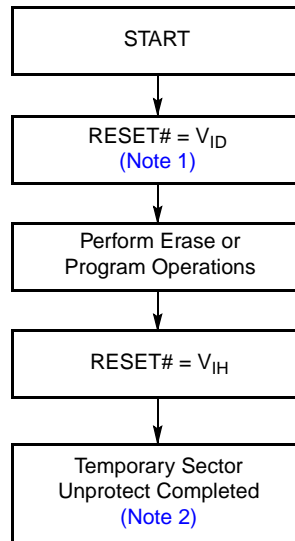 START
RESET# = VID
(Note 1)
Perform Erase or
Program Operations
RESET# = VIH
Temporary Sector
Unprotect Completed
(Note 2)